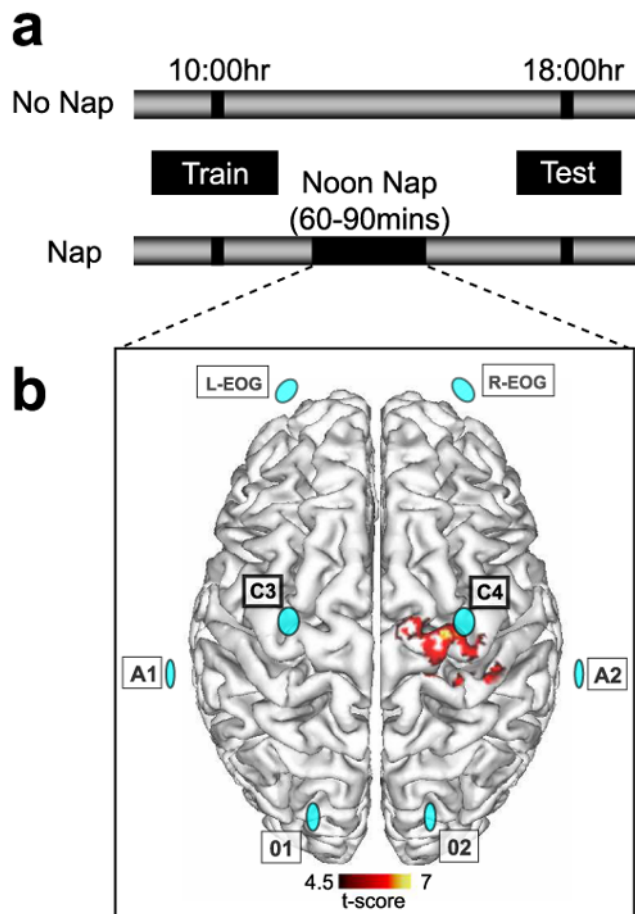 a
10:00hr 18:00hr
No Nap
Train Test
Noon Nap
(60-90mins)
Nap
b
L-EOG R-EOG
C3 C4
A1 A2
01 02
4.5 7
t-score